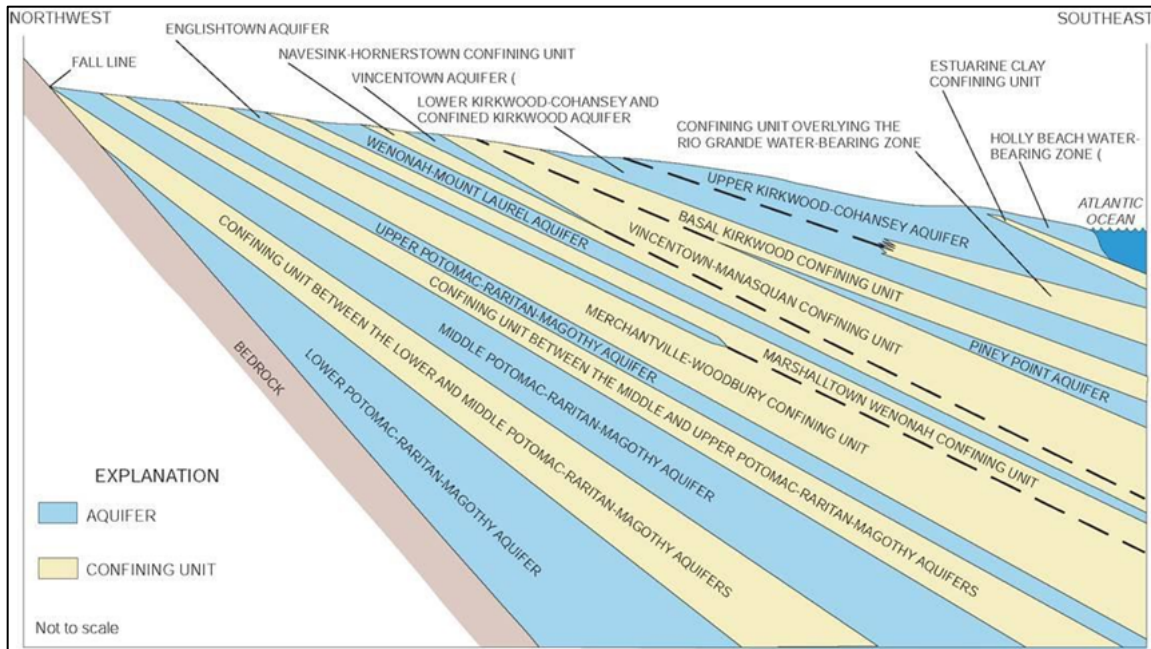 NORTHWEST
SOUTHEAST
ENGLISHTOWN AQUIFER
NAVESINK-HORNERSTOWN CONFINING UNIT
FALL LINE
VINCENTOWN AQUIFER (
LOWER KIRKWOOD-COHANSEY AND
CONFINED KIRKWOOD AQUIFER
CONFINING UNIT OVERLYING THE
RIO GRANDE WATER-BEARING ZONE
ESTUARINE CLAY
CONFINING UNIT
HOLLY BEACH WATER-
BEARING ZONE (
ATLANTIC
OCEAN
UPPER KIRKWOOD-COHANSEY AQUIFER
BASAL KIRKWOOD CONFINING UNIT
VINCENTOWN-MANASQUAN CONFINING UNIT
PINEY POINT AQUIFER
WENONAH-MOUNT LAUREL AQUIFER
MARSHALLTOWN WENONAH CONFINING UNIT
MERCHANTVILLE-WOODBURY CONFINING UNIT
UPPER POTOMAC-RARITAN-MAGOTHY AQUIFER
CONFINING UNIT BETWEEN THE MIDDLE AND UPPER POTOMAC-RARITAN-MAGOTHY AQUIFERS
MIDDLE POTOMAC-RARITAN-MAGOTHY AQUIFER
CONFINING UNIT BETWEEN THE LOWER AND MIDDLE POTOMAC-RARITAN-MAGOTHY AQUIFERS
LOWER POTOMAC-RARITAN-MAGOTHY AQUIFER
BEDROCK
EXPLANATION
AQUIFER
CONFINING UNIT
Not to scale